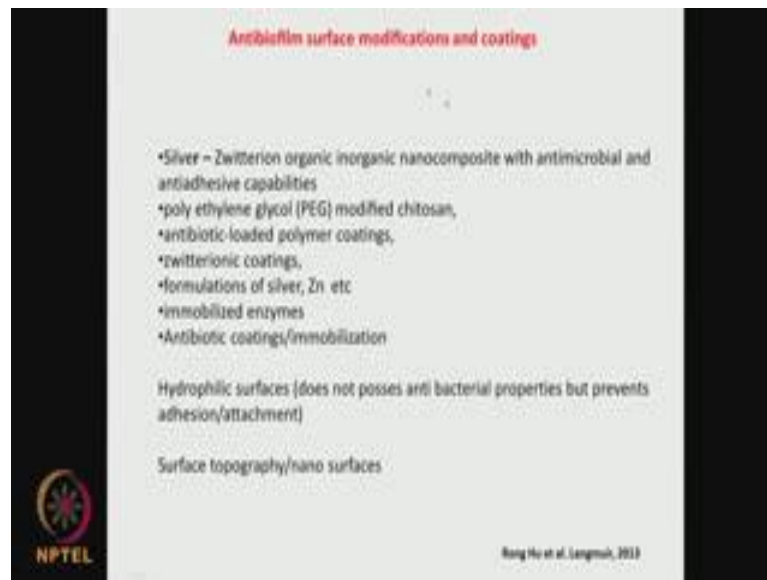 Antibiofilm surface modifications and coatings
•Silver – Zwitterion organic inorganic nanocomposite with antimicrobial and
antiadhesive capabilities
•poly ethylene glycol (PEG) modified chitosan,
•antibiotic-loaded polymer coatings,
•zwitterionic coatings,
•formulations of silver, Zn etc
•immobilized enzymes
•Antibiotic coatings/immobilization
Hydrophilic surfaces (does not posses anti bacterial properties but prevents
adhesion/attachment)
Surface topography/nano surfaces
Rong Hu et al. Langmuir, 2013
NPTEL